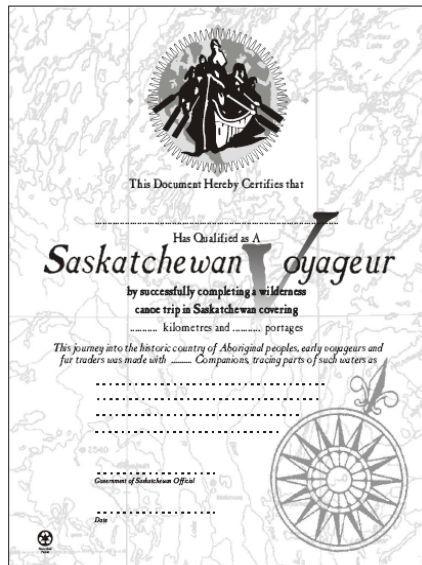 This Document Hereby Certifies that
Has Qualified as A
Saskatchewan Voyageur
by successfully completing a wilderness
canoe trip in Saskatchewan covering
............ kilometres and ............ portages
This journey into the historic country of Aboriginal peoples, early voyageurs and
fur traders was made with ......... Companions, tracing parts of such waters as
Government of Saskatchewan Official
Date